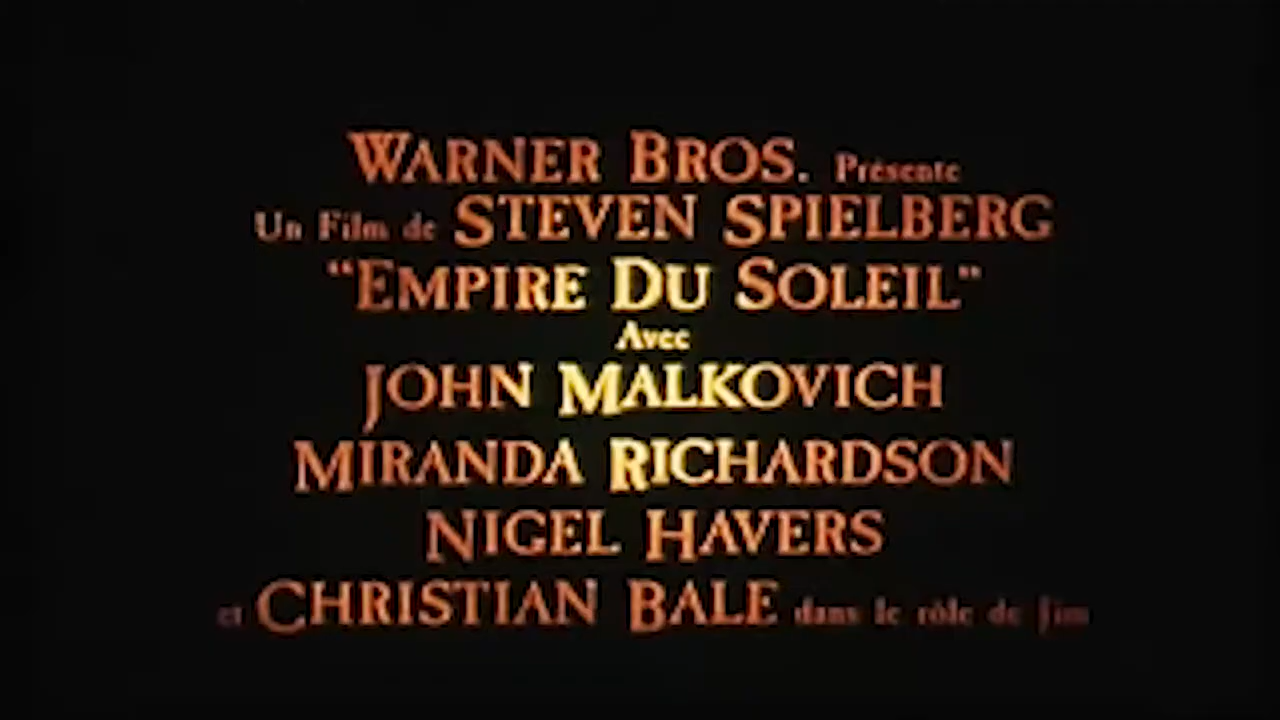 WARNER BROS. Présente
Un Film de STEVEN SPIELBERG
"EMPIRE DU SOLEIL"
Avec
JOHN MALKOVICH
MIRANDA RICHARDSON
NIGEL HAVERS
et CHRISTIAN BALE dans le rôle de Jim